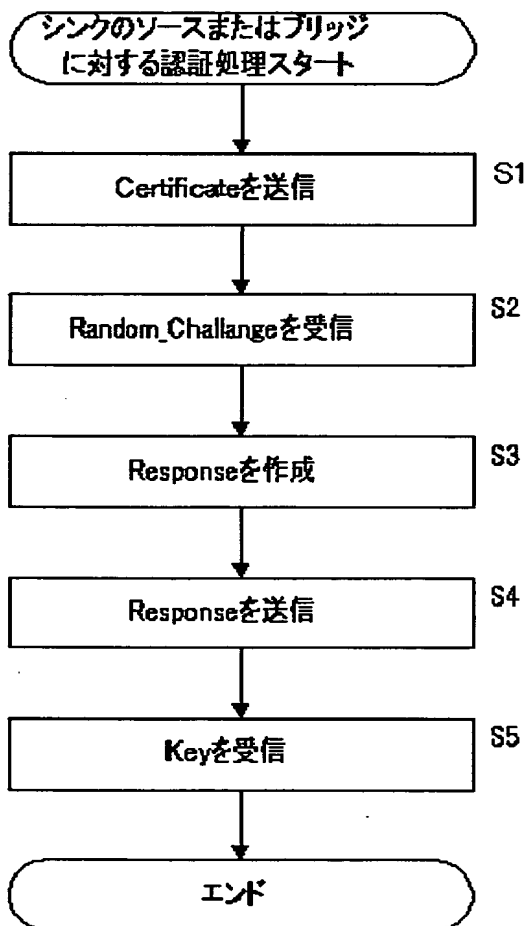 シンクのソースまたはブリッジ
に対する認証処理スタート
Certificateを送信
S1
Random_Challangeを受信
S2
Responseを作成
S3
Responseを送信
S4
Keyを受信
S5
エンド